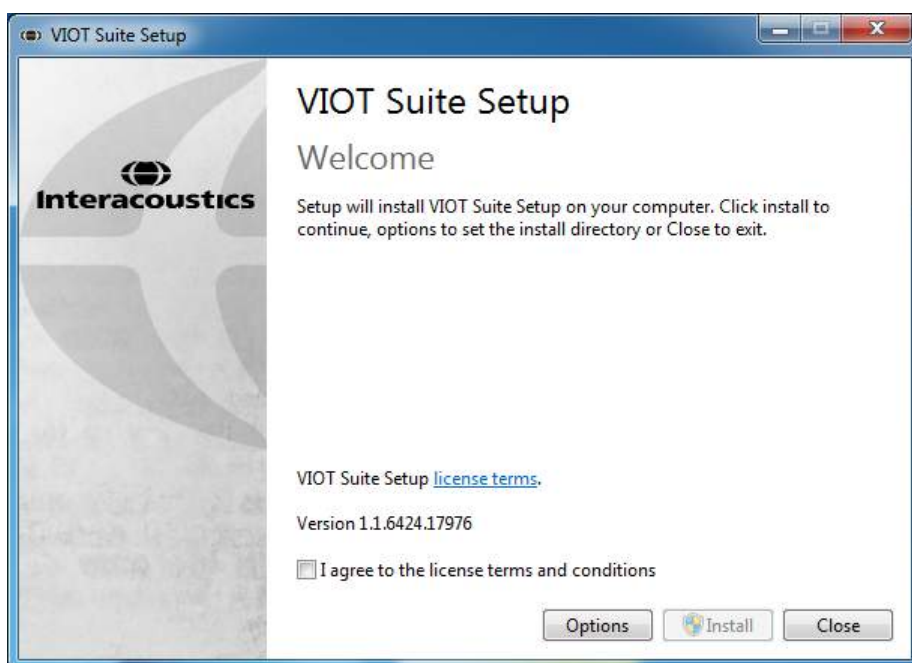 VIOT Suite Setup
VIOT Suite Setup
Welcome
Interacoustics
Setup will install VIOT Suite Setup on your computer. Click install to
continue, options to set the install directory or Close to exit.
VIOT Suite Setup license terms.
Version 1.1.6424.17976
I agree to the license terms and conditions
Options Install Close